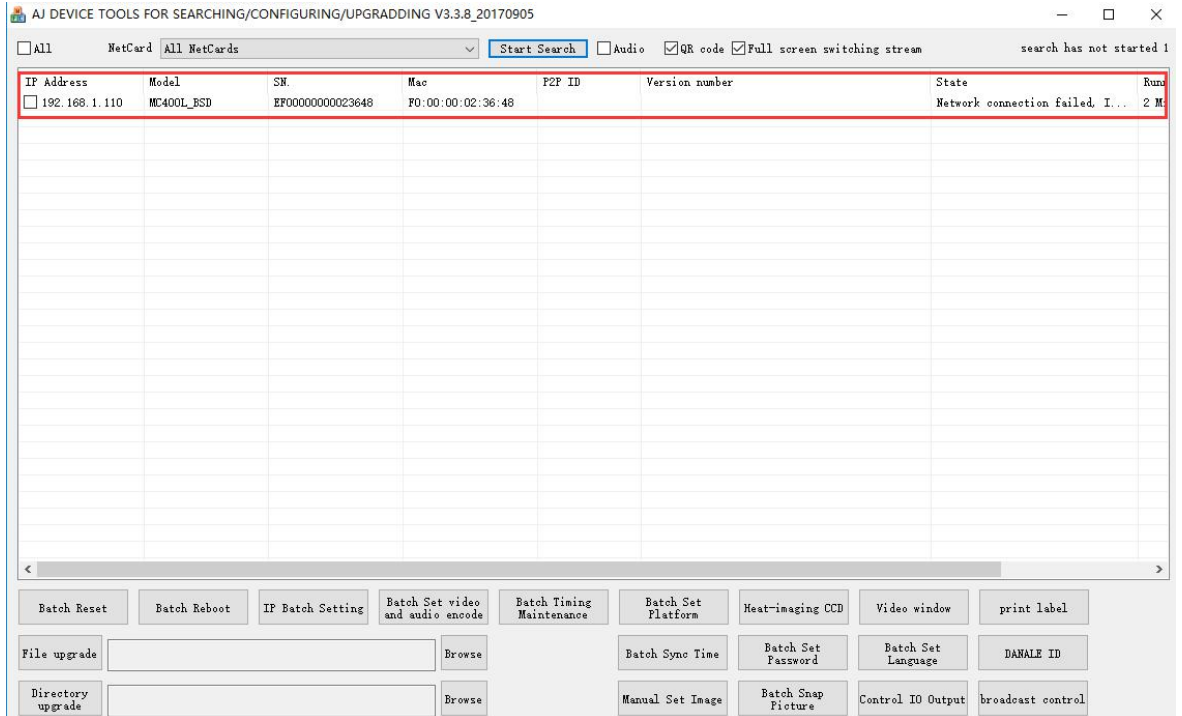 AJ DEVICE TOOLS FOR SEARCHING/CONFIGURING/UPGRADDING V3.3.8_20170905
All NetCard All NetCards Start Search Audio QR code Full screen switching stream search has not started 1
IP Address Model SN. Mac P2P ID Version number State
192.168.1.110 MC400L_BSD EF00000000023648 F0:00:00:02:36:48 Network connection failed, I... 2
Batch Reset Batch Reboot IP Batch Setting Batch Set video and audio encode Batch Timing Maintenance Batch Set Platform Heat-imaging CCD Video window print label
File upgrade Browse Batch Sync Time Batch Set Password Batch Set Language DANALE ID
Directory upgrade Browse Manual Set Image Batch Snap Picture Control IO Output broadcast control